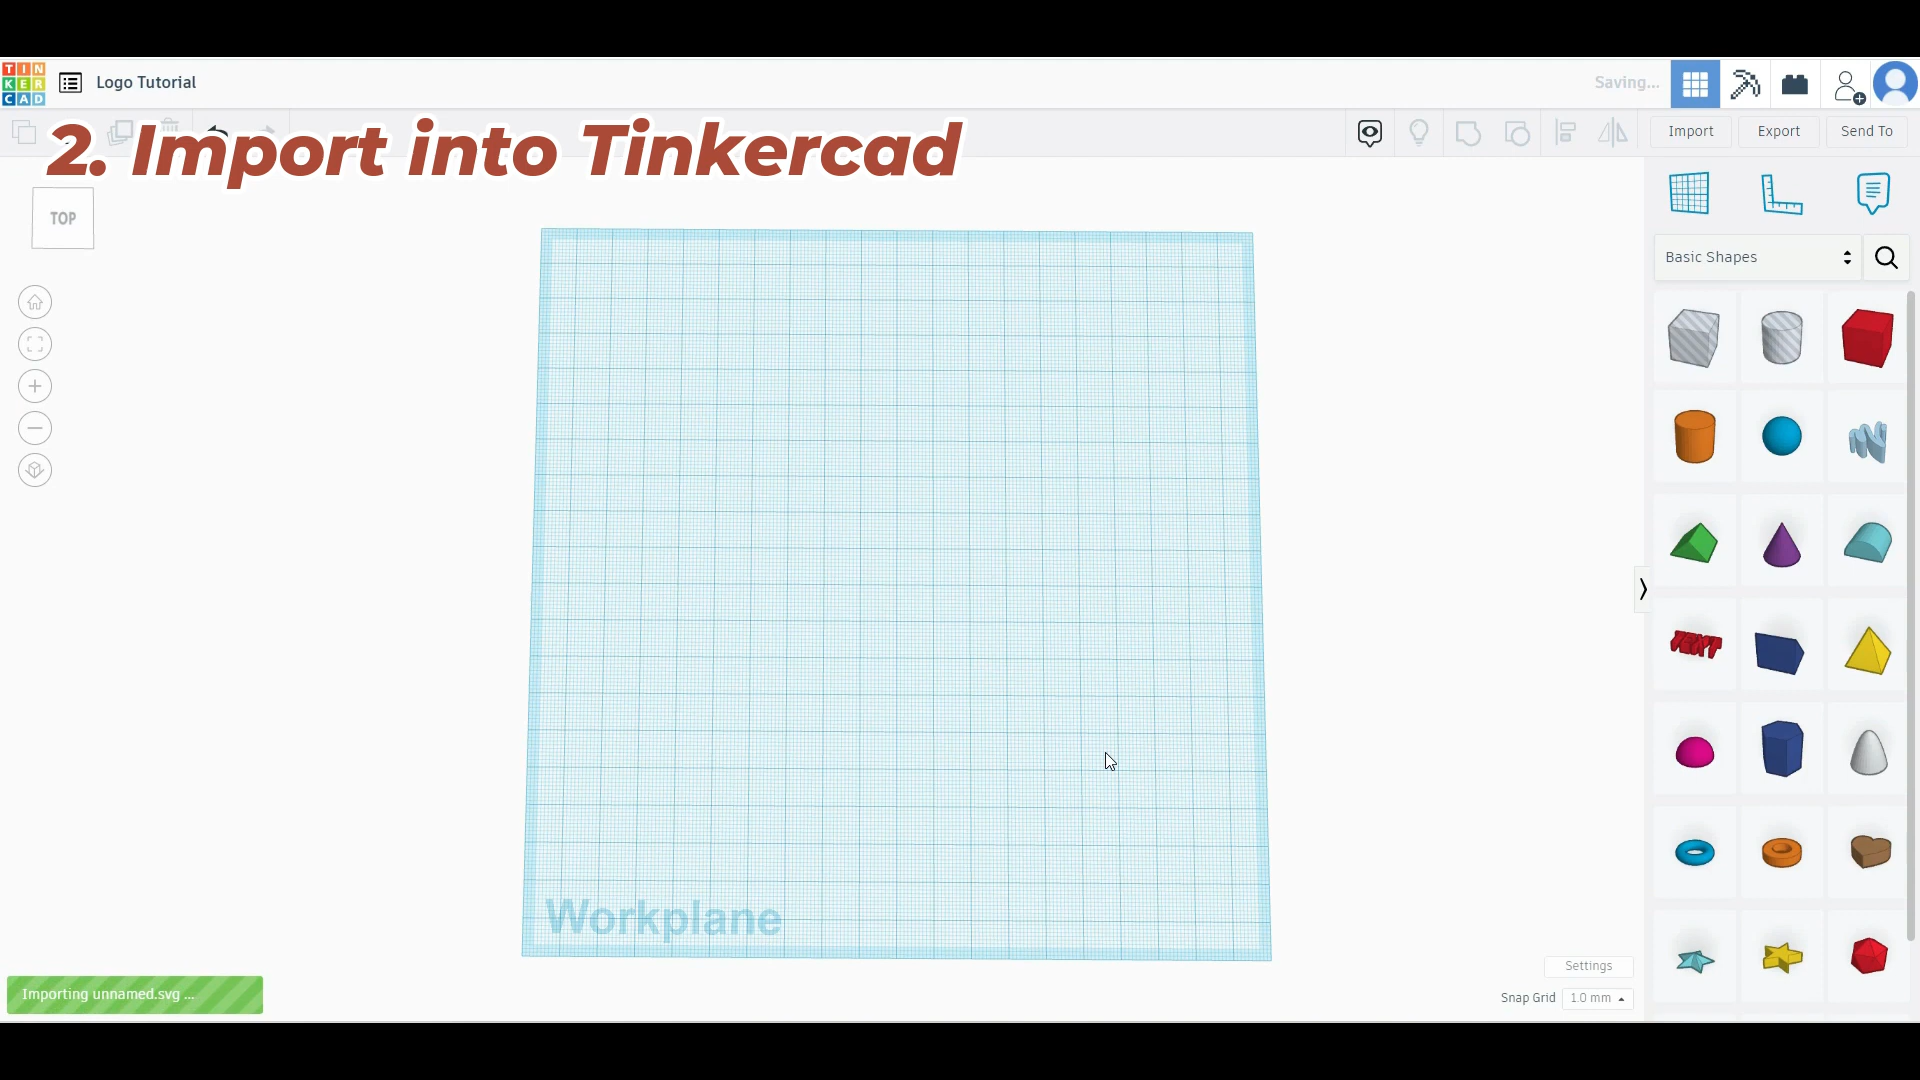 TIN
KER
CAD
Logo Tutorial
Saving...
2. Import into Tinkercad
Import
Export
Send To
TOP
Basic Shapes
TEXT
Workplane
Settings
Importing unnamed.svg ...
Snap Grid
1.0 mm